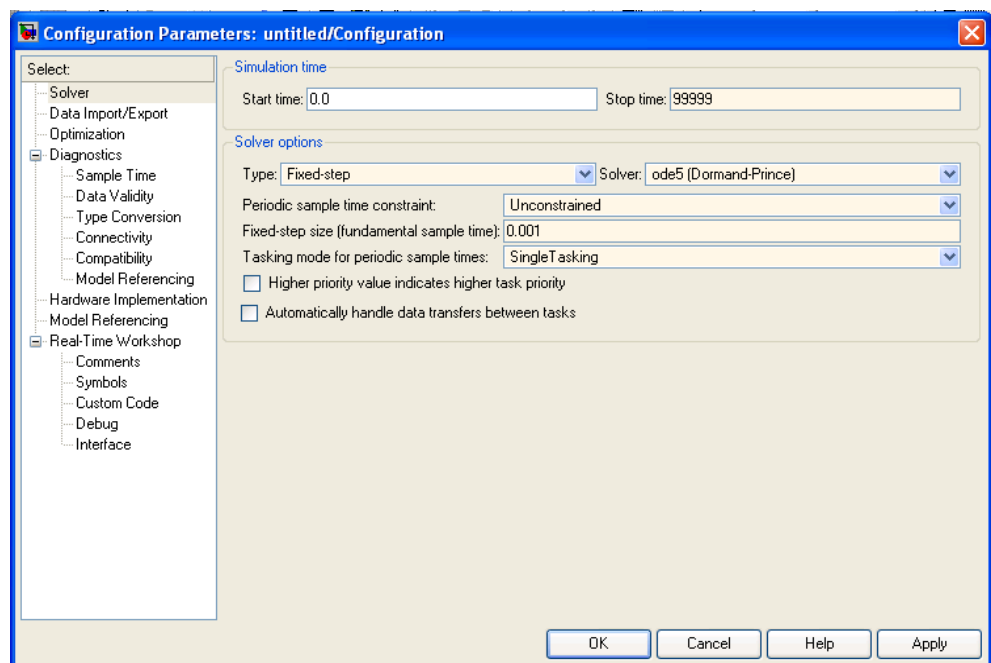 Configuration Parameters: untitled/Configuration
Select:
Solver
Data Import/Export
Optimization
Diagnostics
Sample Time
Data Validity
Type Conversion
Connectivity
Compatibility
Model Referencing
Hardware Implementation
Model Referencing
Real-Time Workshop
Comments
Symbols
Custom Code
Debug
Interface
Simulation time
Start time: 0.0 Stop time: 99999
Solver options
Type: Fixed-step Solver: ode5 (Dormand-Prince)
Periodic sample time constraint: Unconstrained
Fixed-step size (fundamental sample time): 0.001
Tasking mode for periodic sample times: SingleTasking
Higher priority value indicates higher task priority
Automatically handle data transfers between tasks
OK Cancel Help Apply